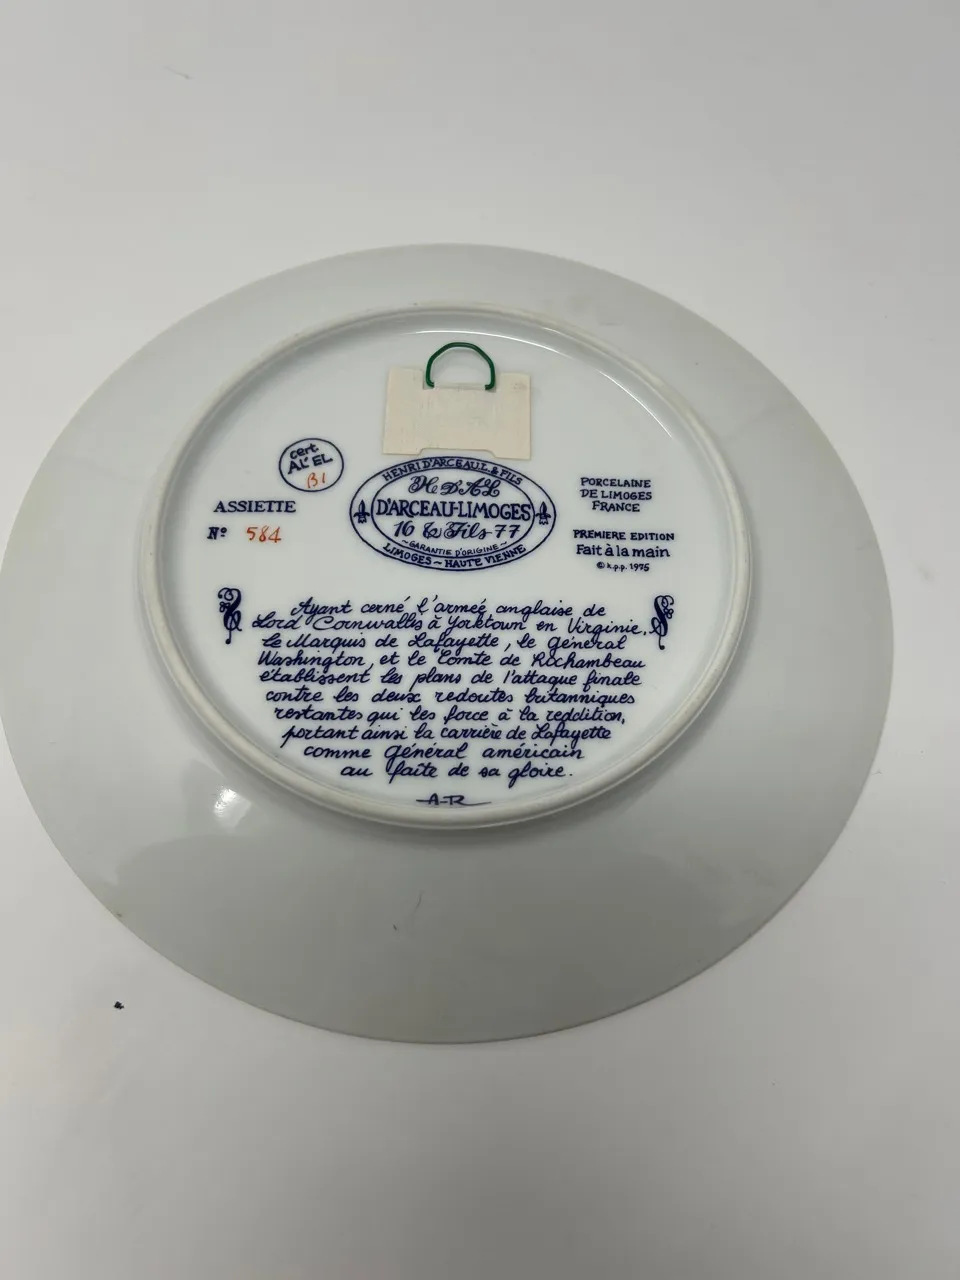 cert
AL' EL
B1
ASSIETTE
Nº 584
HENRI D'ARCEAU L. & FILS
H D A L
D'ARCEAU-LIMOGES
16 & Fils 77
~GARANTIE D'ORIGINE~
LIMOGES ~ HAUTE VIENNE
PORCELAINE
DE LIMOGES
FRANCE
PREMIERE EDITION
Fait à la main
© k.p.p. 1975
Ayant cerné l'armée anglaise de
Lord Cornwallis à Yorktown en Virginie,
le Marquis de Lafayette, le général
Washington, et le Comte de Rochambeau
établissent les plans de l'attaque finale
contre les deux redoutes britanniques
restantes qui les force à la reddition,
portant ainsi la carrière de Lafayette
comme général américain
au faîte de sa gloire.
A-R